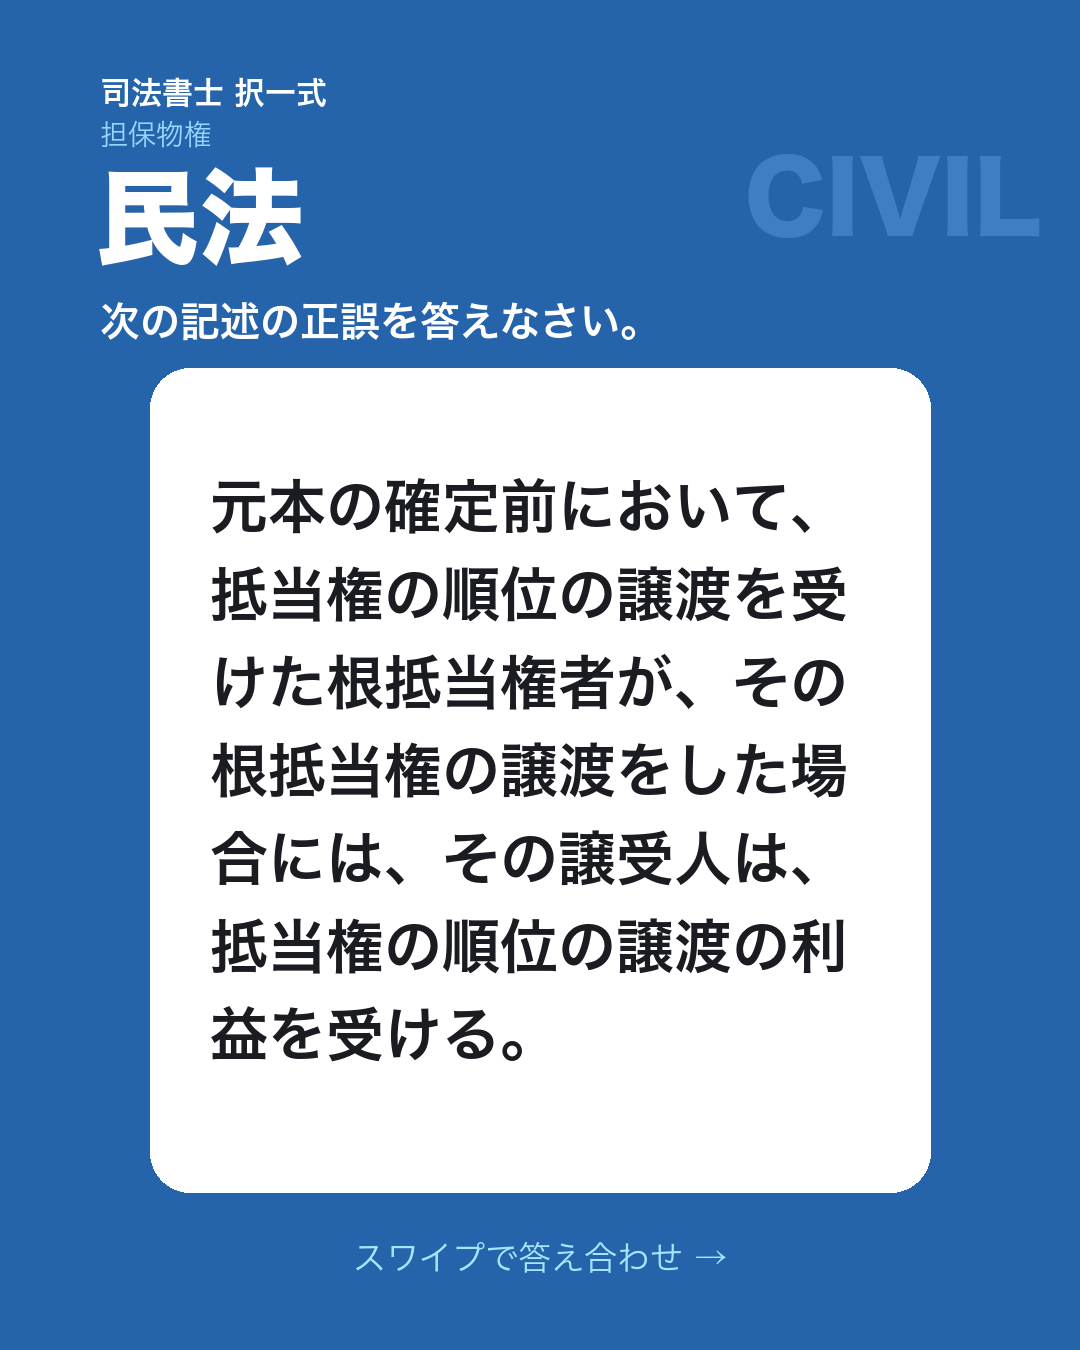 司法書士 択一式
担保物権
民法
CIVIL
次の記述の正誤を答えなさい。
元本の確定前において、
抵当権の順位の譲渡を受
けた根抵当権者が、その
根抵当権の譲渡をした場
合には、その譲受人は、
抵当権の順位の譲渡の利
益を受ける。
スワイプで答え合わせ →